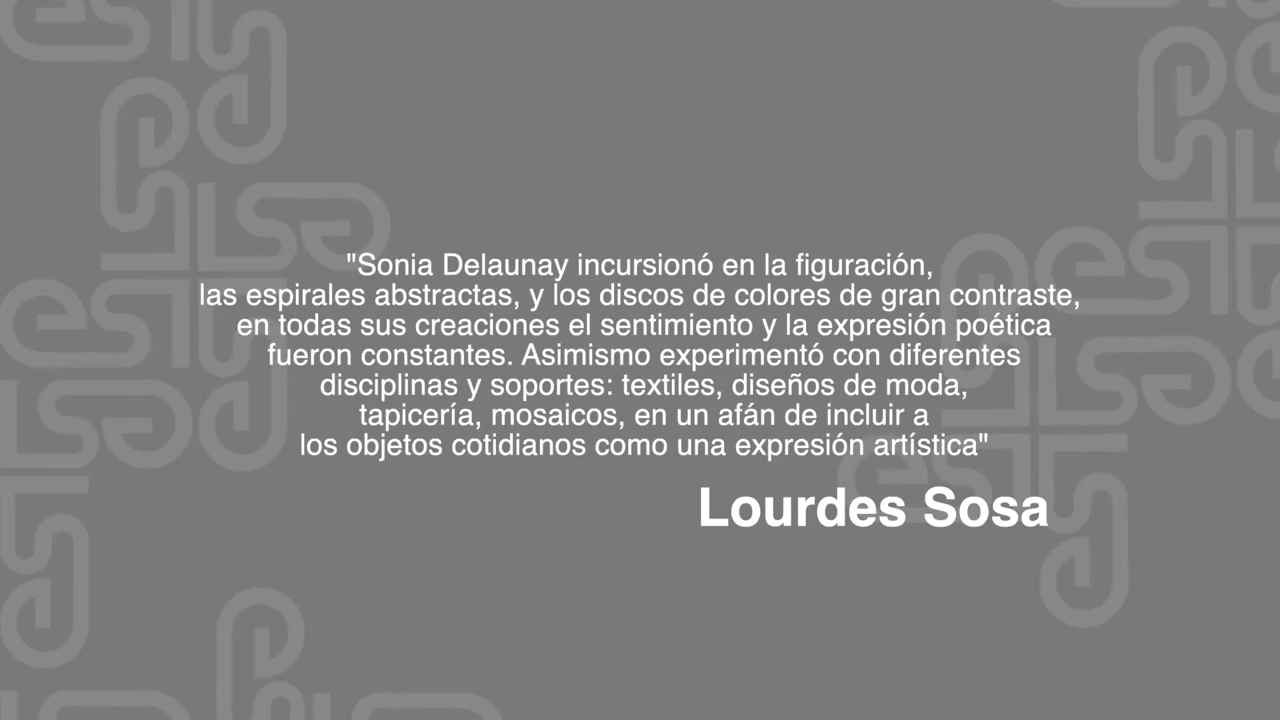 "Sonia Delaunay incursionó en la figuración,
las espirales abstractas, y los discos de colores de gran contraste,
en todas sus creaciones el sentimiento y la expresión poética
fueron constantes. Asimismo experimentó con diferentes
disciplinas y soportes: textiles, diseños de moda,
tapicería, mosaicos, en un afán de incluir a
los objetos cotidianos como una expresión artística"
Lourdes Sosa